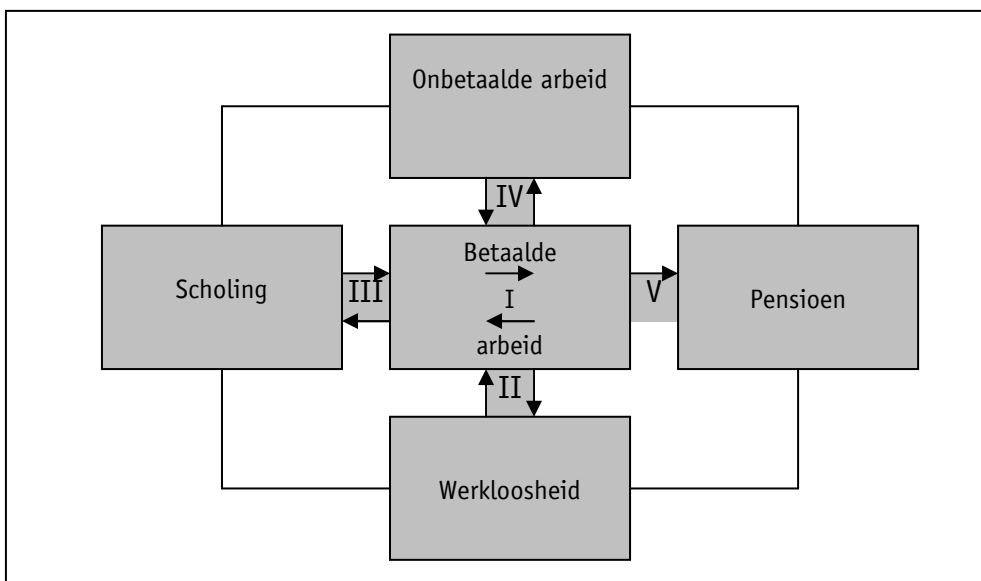 Onbetaalde arbeid
IV
Scholing
III
Betaalde
I
arbeid
V
Pensioen
II
Werkloosheid